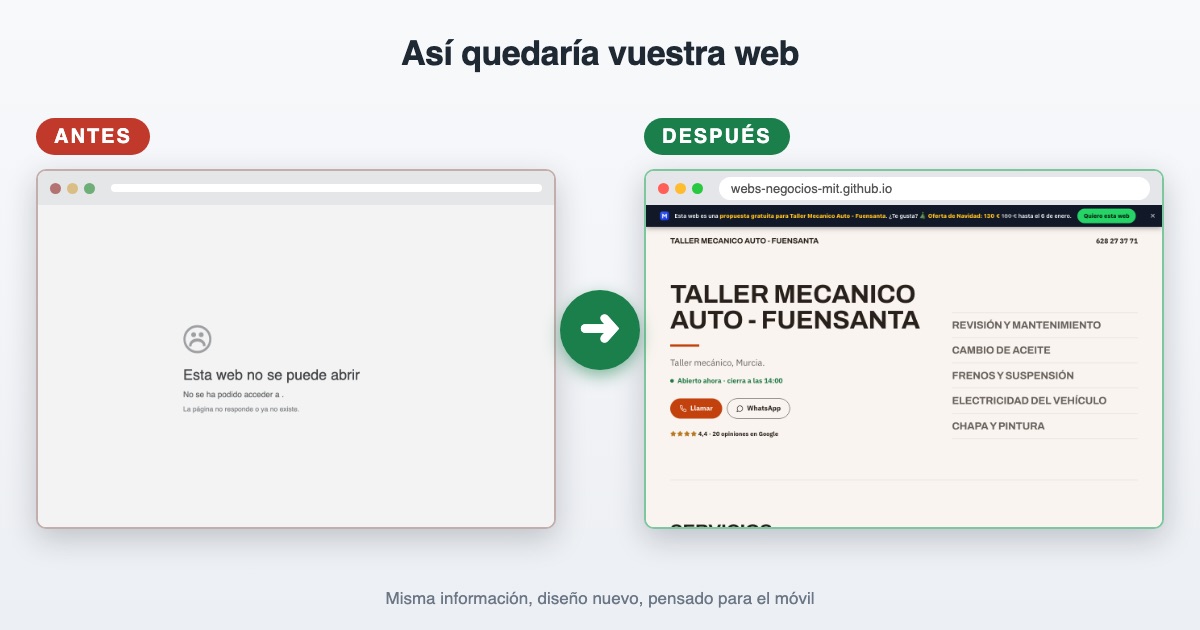 Así quedaría vuestra web
ANTES
DESPUÉS
Esta web no se puede abrir
No se ha podido acceder a .
La página no responde o ya no existe.
webs-negocios-mit.github.io
M Esta web es una propuesta gratuita para Taller Mecanico Auto - Fuensanta. ¿Te gusta? 🎄 Oferta de Navidad: 120 € 180 € hasta el 6 de enero. Quiero esta web ×
TALLER MECANICO AUTO - FUENSANTA 628 27 37 71
TALLER MECANICO
AUTO - FUENSANTA
Taller mecánico, Murcia.
Abierto ahora · cierra a las 14:00
Llamar WhatsApp
★★★★ 4,4 · 20 opiniones en Google
REVISIÓN Y MANTENIMIENTO
CAMBIO DE ACEITE
FRENOS Y SUSPENSIÓN
ELECTRICIDAD DEL VEHÍCULO
CHAPA Y PINTURA
SERVICIOS
Misma información, diseño nuevo, pensado para el móvil